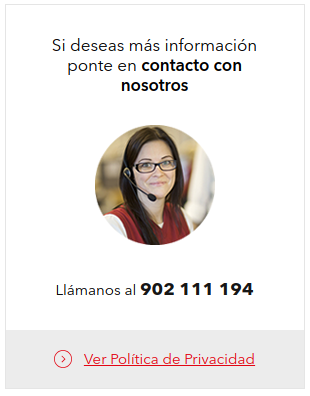 Si deseas más información
ponte en contacto con
nosotros
Llámanos al 902 111 194
Ver Política de Privacidad